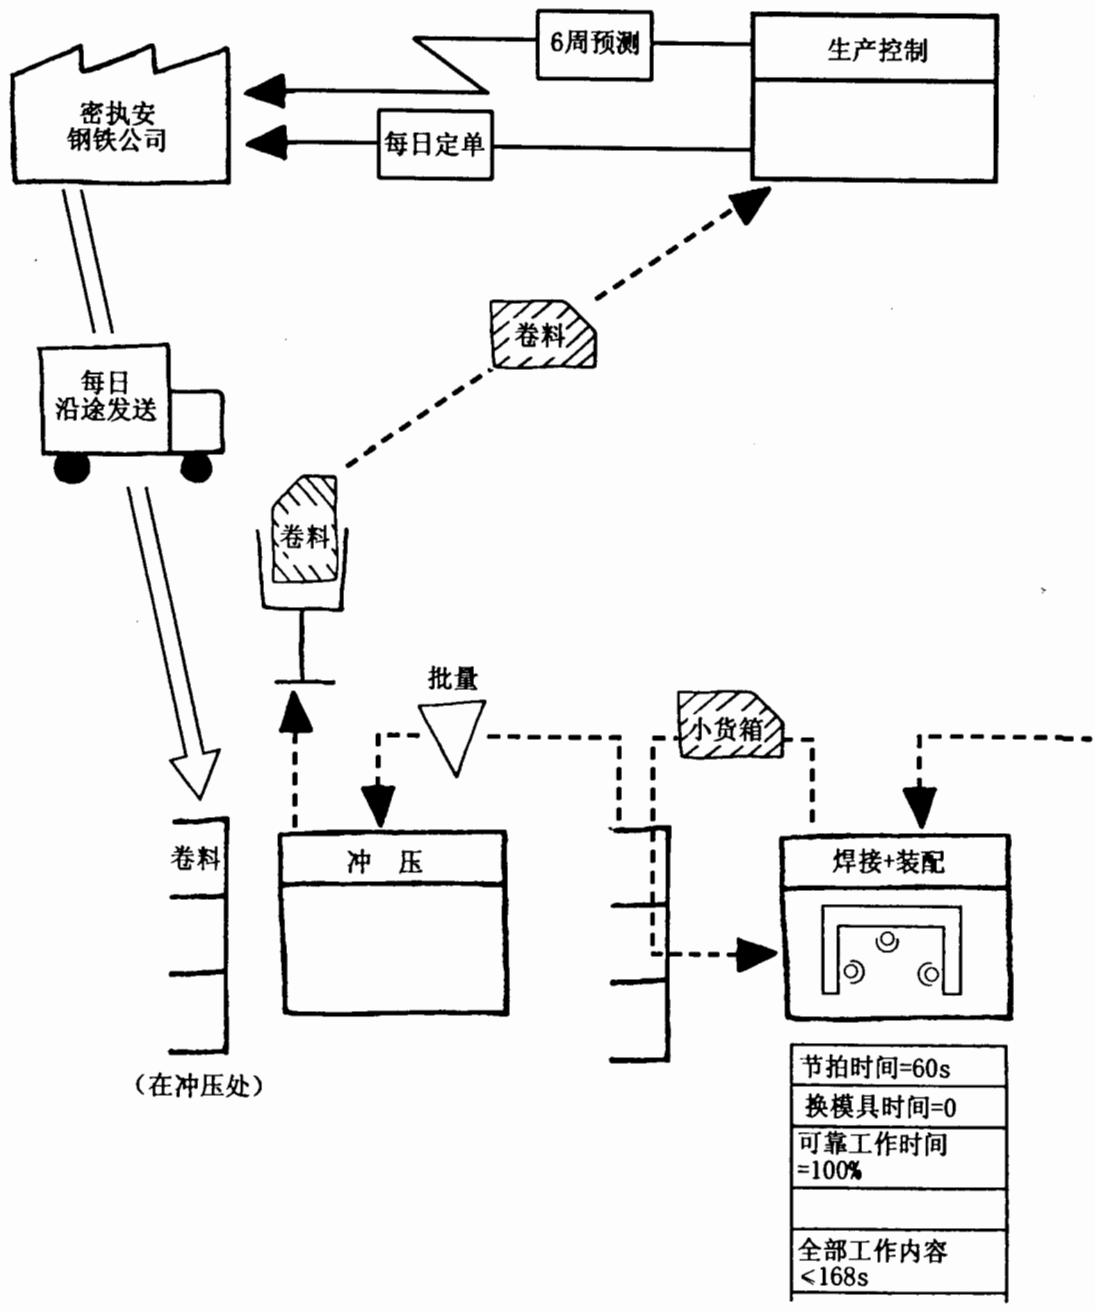 6周预测
生产控制
密执安
钢铁公司
每日定单
卷料
每日
沿途发送
卷料
批量
小货箱
卷料
冲 压
焊接+装配
(在冲压处)
节拍时间=60s
换模具时间=0
可靠工作时间
=100%
全部工作内容
≤168s